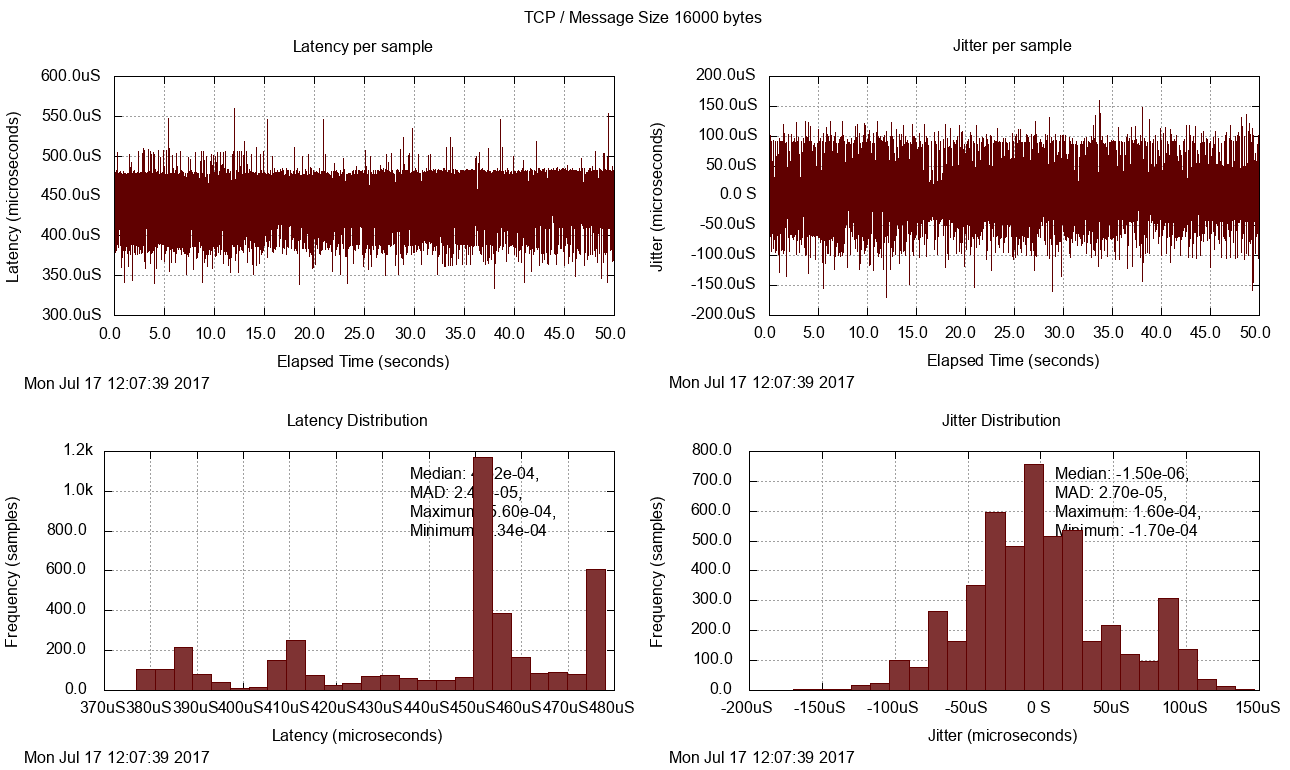 TCP / Message Size 16000 bytes
Latency per sample
600.0uS
550.0uS
500.0uS
450.0uS
400.0uS
350.0uS
300.0uS
Latency (microseconds)
0.0 5.0 10.0 15.0 20.0 25.0 30.0 35.0 40.0 45.0 50.0
Elapsed Time (seconds)
Mon Jul 17 12:07:39 2017
Jitter per sample
200.0uS
150.0uS
100.0uS
50.0uS
0.0 S
-50.0uS
-100.0uS
-150.0uS
-200.0uS
Jitter (microseconds)
0.0 5.0 10.0 15.0 20.0 25.0 30.0 35.0 40.0 45.0 50.0
Elapsed Time (seconds)
Mon Jul 17 12:07:39 2017
Latency Distribution
1.2k
1.0k
800.0
600.0
400.0
200.0
0.0
Frequency (samples)
Median: 
MAD: 
Maximum: 5.60e-04,
Minimum: 
370uS 380uS 390uS 400uS 410uS 420uS 430uS 440uS 450uS 460uS 470uS 480uS
Latency (microseconds)
Mon Jul 17 12:07:39 2017
Jitter Distribution
800.0
700.0
600.0
500.0
400.0
300.0
200.0
100.0
0.0
Frequency (samples)
Median: -1.50e-06,
MAD: 2.70e-05,
Maximum: 1.60e-04,
Minimum: -1.70e-04
-200uS -150uS -100uS -50uS 0 S 50uS 100uS 150uS
Jitter (microseconds)
Mon Jul 17 12:07:39 2017